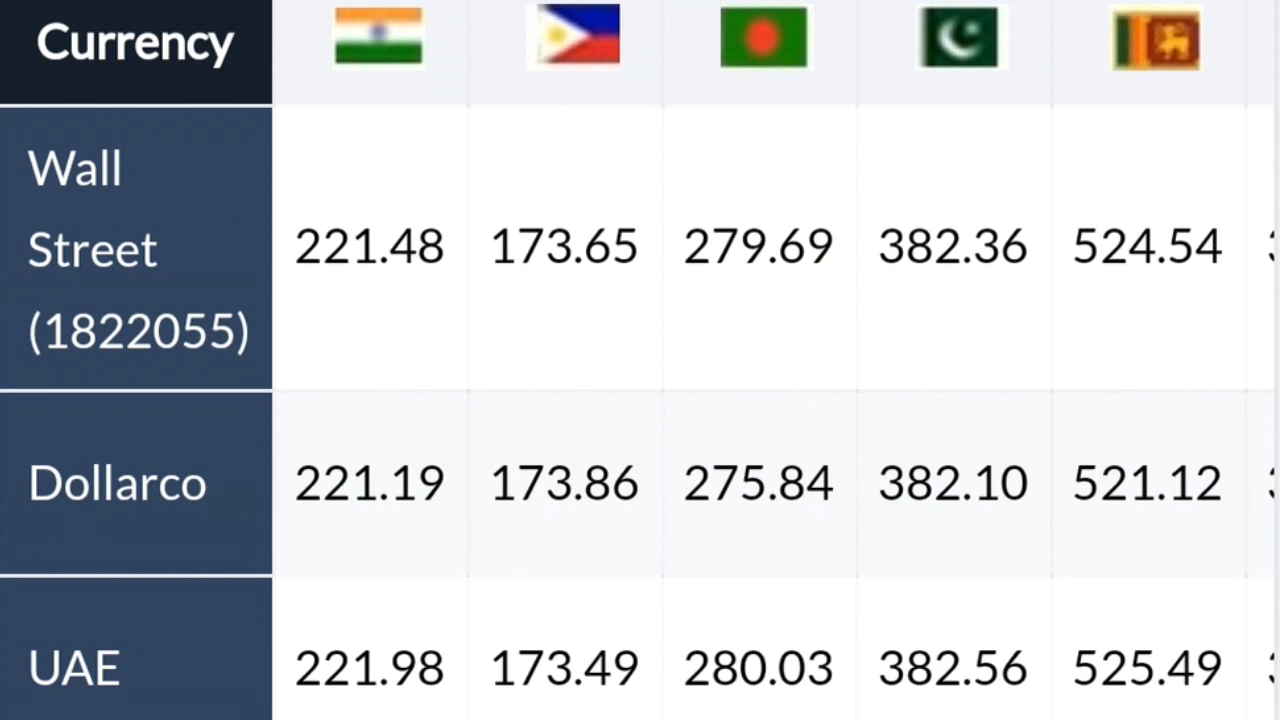 Currency
Wall
Street
(1822055)
221.48 173.65 279.69 382.36 524.54
Dollarco 221.19 173.86 275.84 382.10 521.12
UAE 221.98 173.49 280.03 382.56 525.49